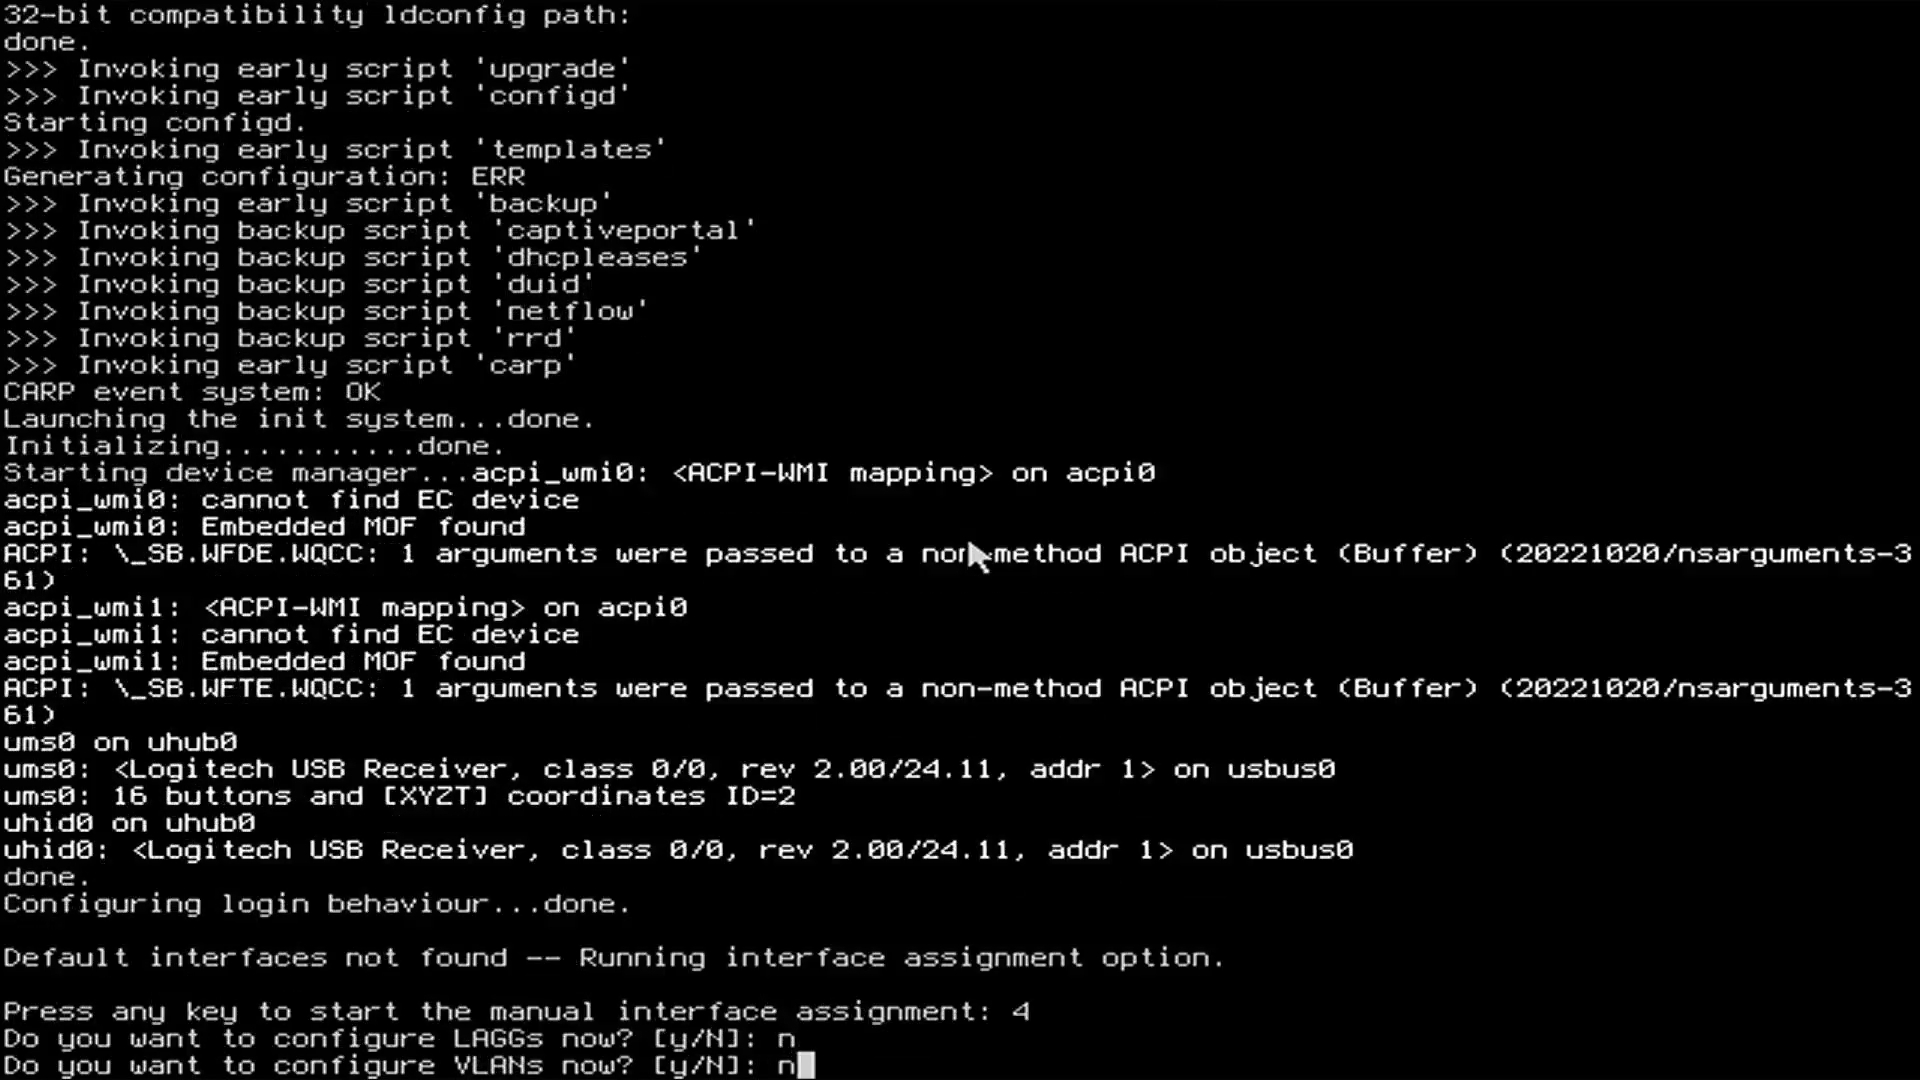 32-bit compatibility ldconfig path:
done.
>>> Invoking early script 'upgrade'
>>> Invoking early script 'configd'
Starting configd.
>>> Invoking early script 'templates'
Generating configuration: ERR
>>> Invoking early script 'backup'
>>> Invoking backup script 'captiveportal'
>>> Invoking backup script 'dhcpleases'
>>> Invoking backup script 'duid'
>>> Invoking backup script 'netflow'
>>> Invoking backup script 'rrd'
>>> Invoking early script 'carp'
CARP event system: OK
Launching the init system...done.
Initializing...........done.
Starting device manager...acpi_wmi0: <ACPI-WMI mapping> on acpi0
acpi_wmi0: cannot find EC device
acpi_wmi0: Embedded MOF found
ACPI: \_SB.WFDE.WQCC: 1 arguments were passed to a non-method ACPI object (Buffer) (20221020/nsarguments-3
61)
acpi_wmi1: <ACPI-WMI mapping> on acpi0
acpi_wmi1: cannot find EC device
acpi_wmi1: Embedded MOF found
ACPI: \_SB.WFTE.WQCC: 1 arguments were passed to a non-method ACPI object (Buffer) (20221020/nsarguments-3
61)
ums0 on uhub0
ums0: <Logitech USB Receiver, class 0/0, rev 2.00/24.11, addr 1> on usbus0
ums0: 16 buttons and [XYZT] coordinates ID=2
uhid0 on uhub0
uhid0: <Logitech USB Receiver, class 0/0, rev 2.00/24.11, addr 1> on usbus0
done.
Configuring login behaviour...done.
Default interfaces not found -- Running interface assignment option.
Press any key to start the manual interface assignment: 4
Do you want to configure LAGGs now? [y/N]: n
Do you want to configure VLANs now? [y/N]: n